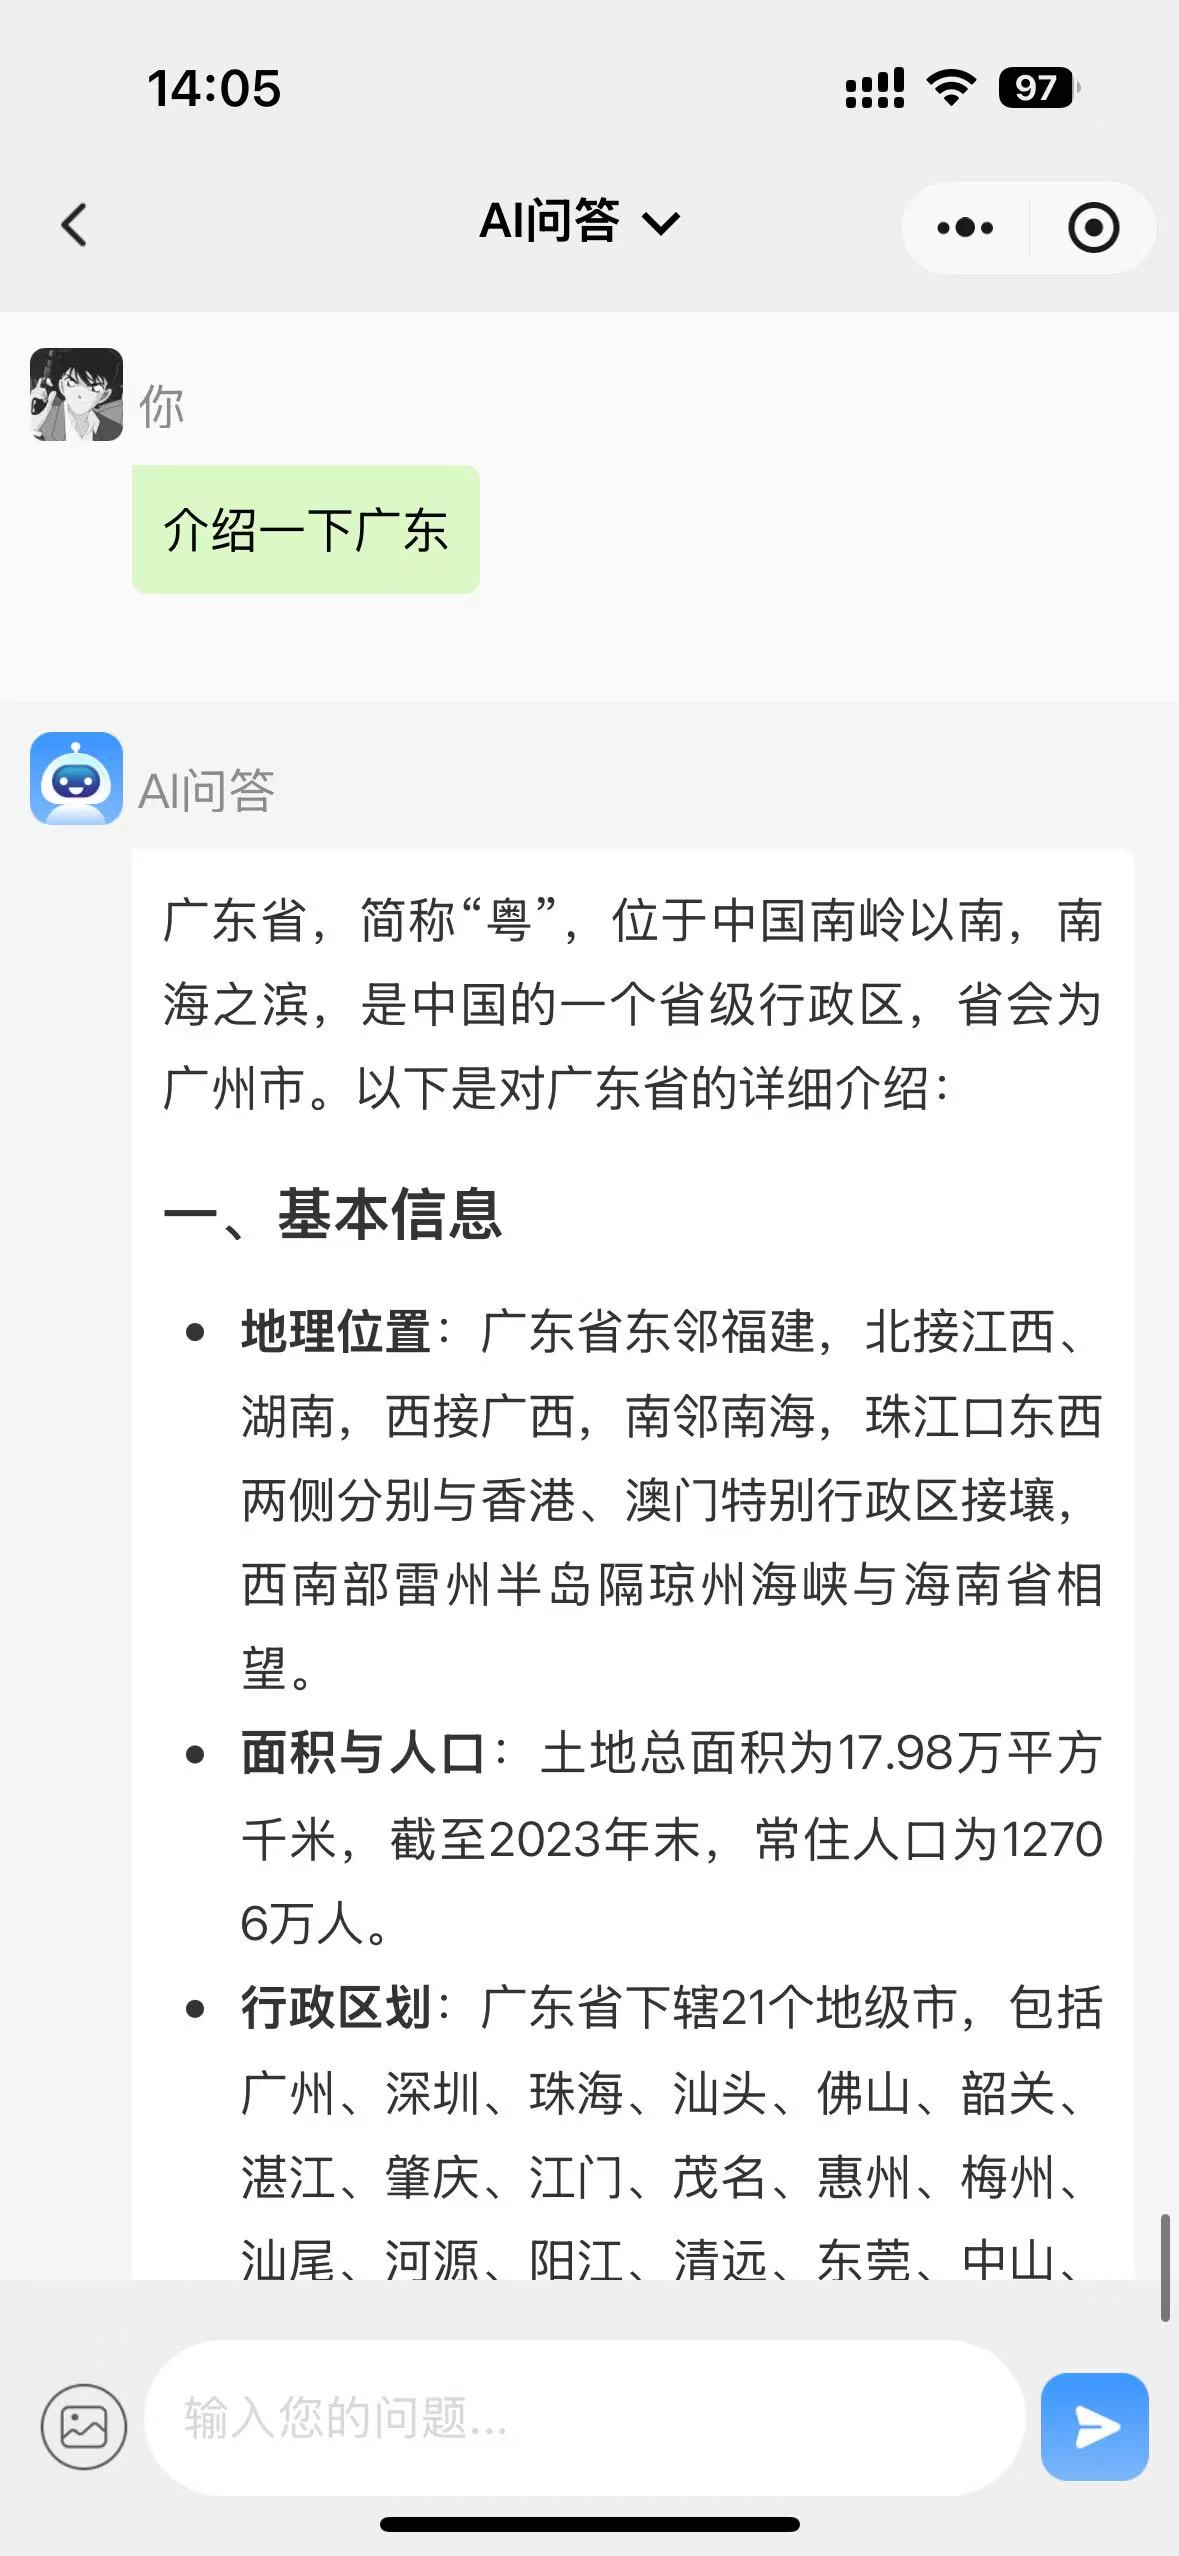 14:05
97
AI问答
你
介绍一下广东
AI问答
广东省，简称“粤”，位于中国南岭以南，南
海之滨，是中国的一个省级行政区，省会为
广州市。以下是对广东省的详细介绍：
一、基本信息
• 地理位置：广东省东邻福建，北接江西、
湖南，西接广西，南邻南海，珠江口东西
两侧分别与香港、澳门特别行政区接壤，
西南部雷州半岛隔琼州海峡与海南省相
望。
• 面积与人口：土地总面积为17.98万平方
千米，截至2023年末，常住人口为1270
6万人。
• 行政区划：广东省下辖21个地级市，包括
广州、深圳、珠海、汕头、佛山、韶关、
湛江、肇庆、江门、茂名、惠州、梅州、
汕尾、河源、阳江、清远、东莞、中山、
输入您的问题...